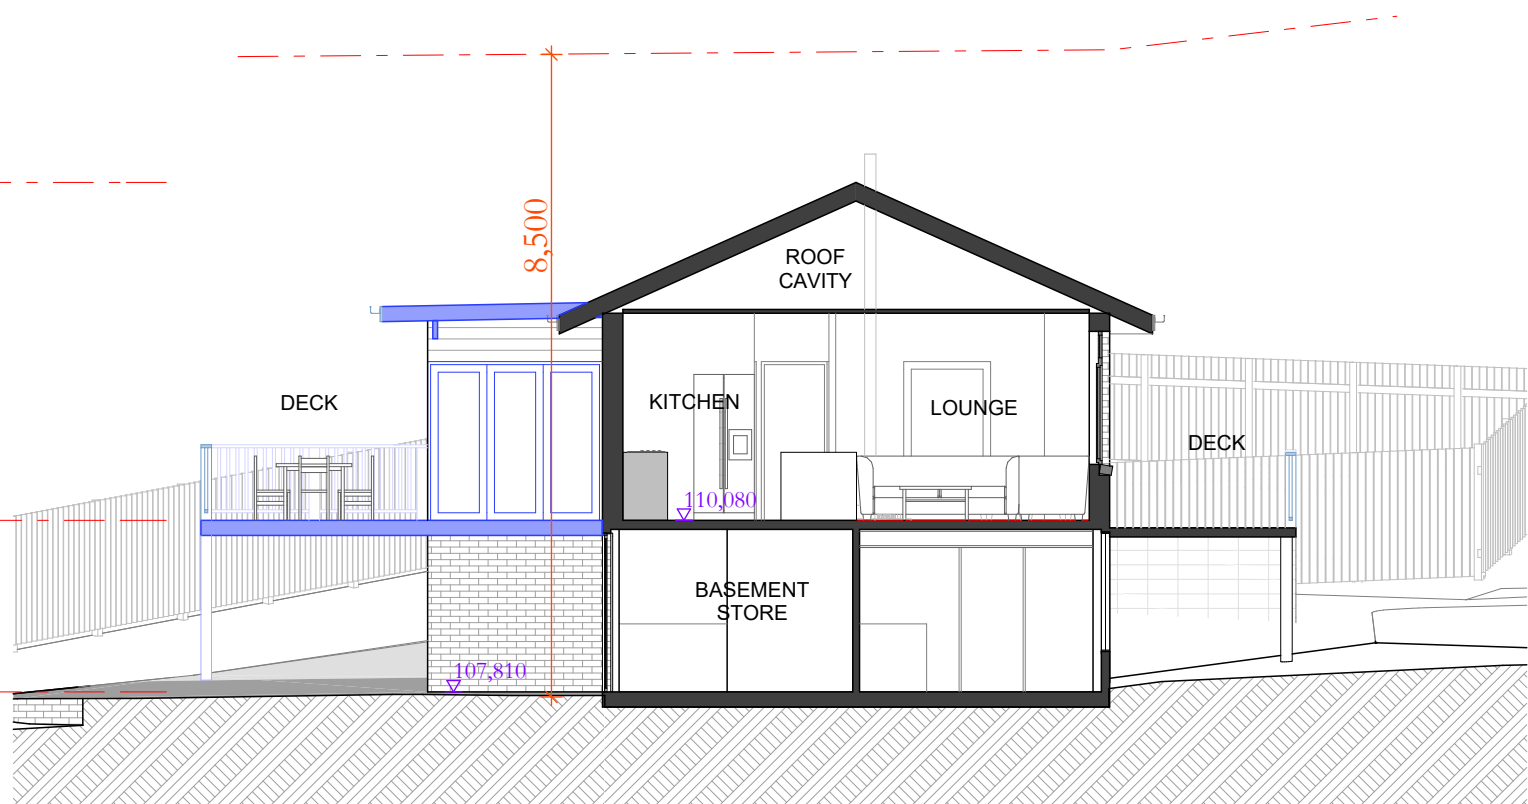 8,500
ROOF
CAVITY
DECK
KITCHEN
LOUNGE
DECK
110,080
BASEMENT
STORE
107,810